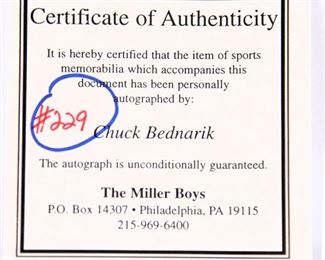 Certificate of Authenticity
It is hereby certified that the item of sports
memorabilia which accompanies this
document has been personally
autographed by:
#229
Chuck Bednarik
The autograph is unconditionally guaranteed.
The Miller Boys
P.O. Box 14307 • Philadelphia, PA 19115
215-969-6400